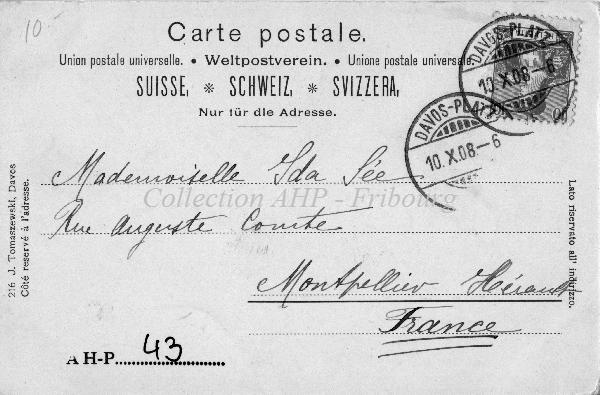 10-
Carte postale.
Union postale universelle. • Weltpostverein. • Unione postale universale.
SUISSE, * SCHWEIZ, * SVIZZERA,
Nur für die Adresse.
DAVOS-PLATZ
10.X.08.-6
DAVOS-PLATZ
10.X.08.-6
Mademoiselle Ida Sée
Collection AHP - Fribourg
Rue Auguste Comte
Montpellier Hérault
France
A H-P. 43
216 J. Tomaszewski, Davos
Côté reservé à l'adresse.
Lato riservato all' indirizzo.